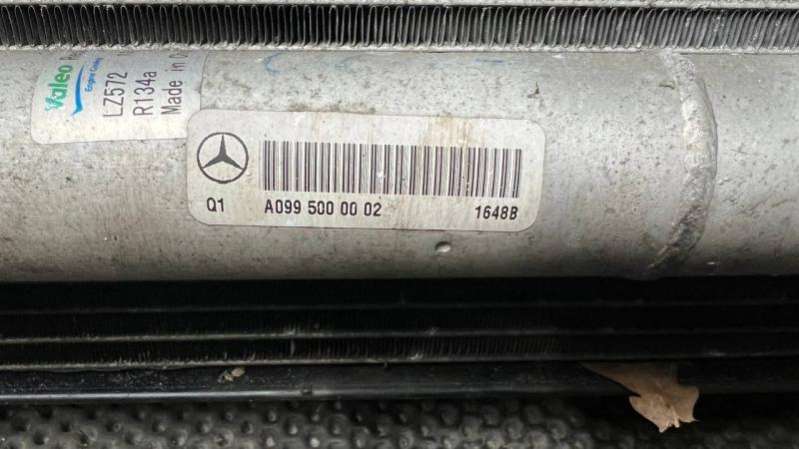 Valeo
LZ572
R134a
Made in
Q1
A099 500 00 02
1648B